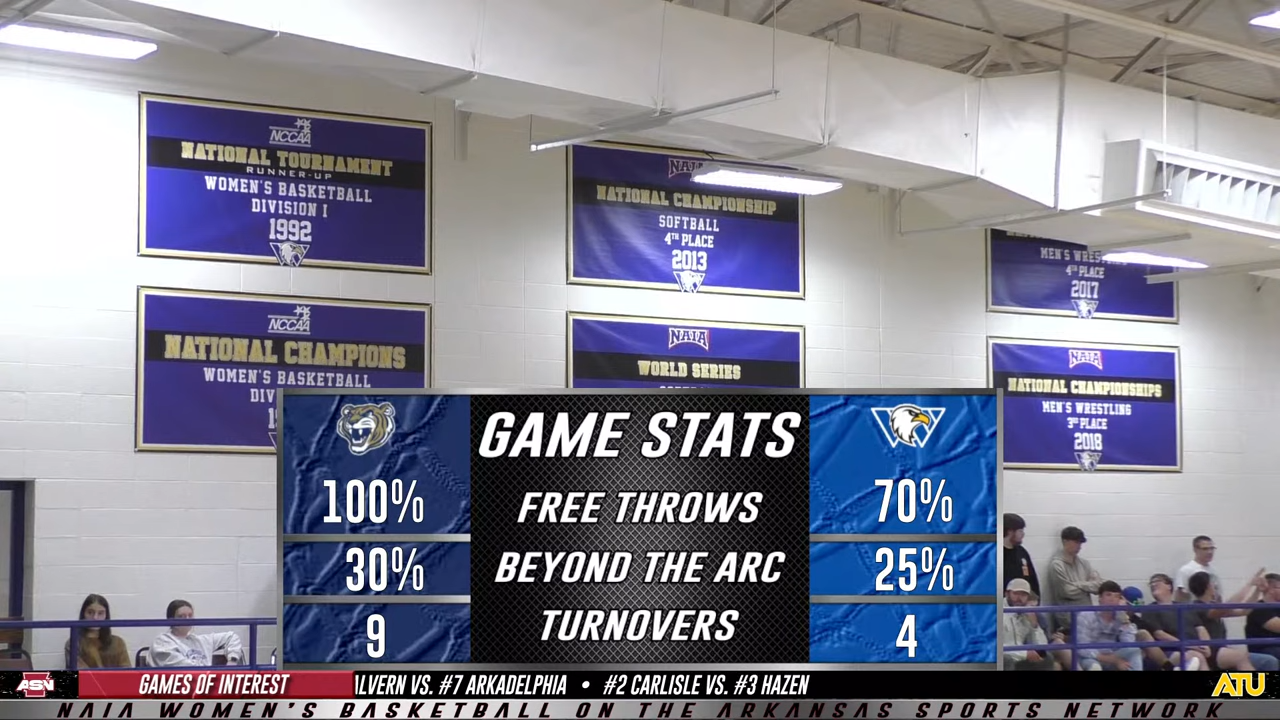 NCCAA
NATIONAL TOURNAMENT
RUNNER-UP
WOMEN'S BASKETBALL
DIVISION I
1992
NCCAA
NATIONAL CHAMPIONS
WOMEN'S BASKETBALL
NAIA
NATIONAL CHAMPIONSHIP
SOFTBALL
4TH PLACE
2013
NAIA
WORLD SERIES
MEN'S
4TH PLACE
2017
NAIA
NATIONAL CHAMPIONSHIPS
MEN'S WRESTLING
3RD PLACE
2018
GAME STATS
100% FREE THROWS 70%
30% BEYOND THE ARC 25%
9 TURNOVERS 4
ASN GAMES OF INTEREST LVERN VS. #7 ARKADELPHIA • #2 CARLISLE VS. #3 HAZEN ATU
NAIA WOMEN'S BASKETBALL ON THE ARKANSAS SPORTS NETWORK